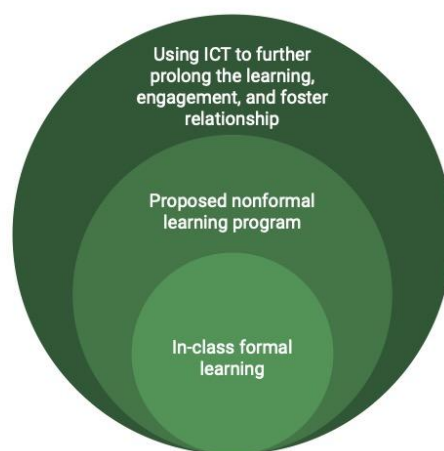 Using ICT to further
prolong the learning,
engagement, and foster
relationship
Proposed nonformal
learning program
In-class formal
learning